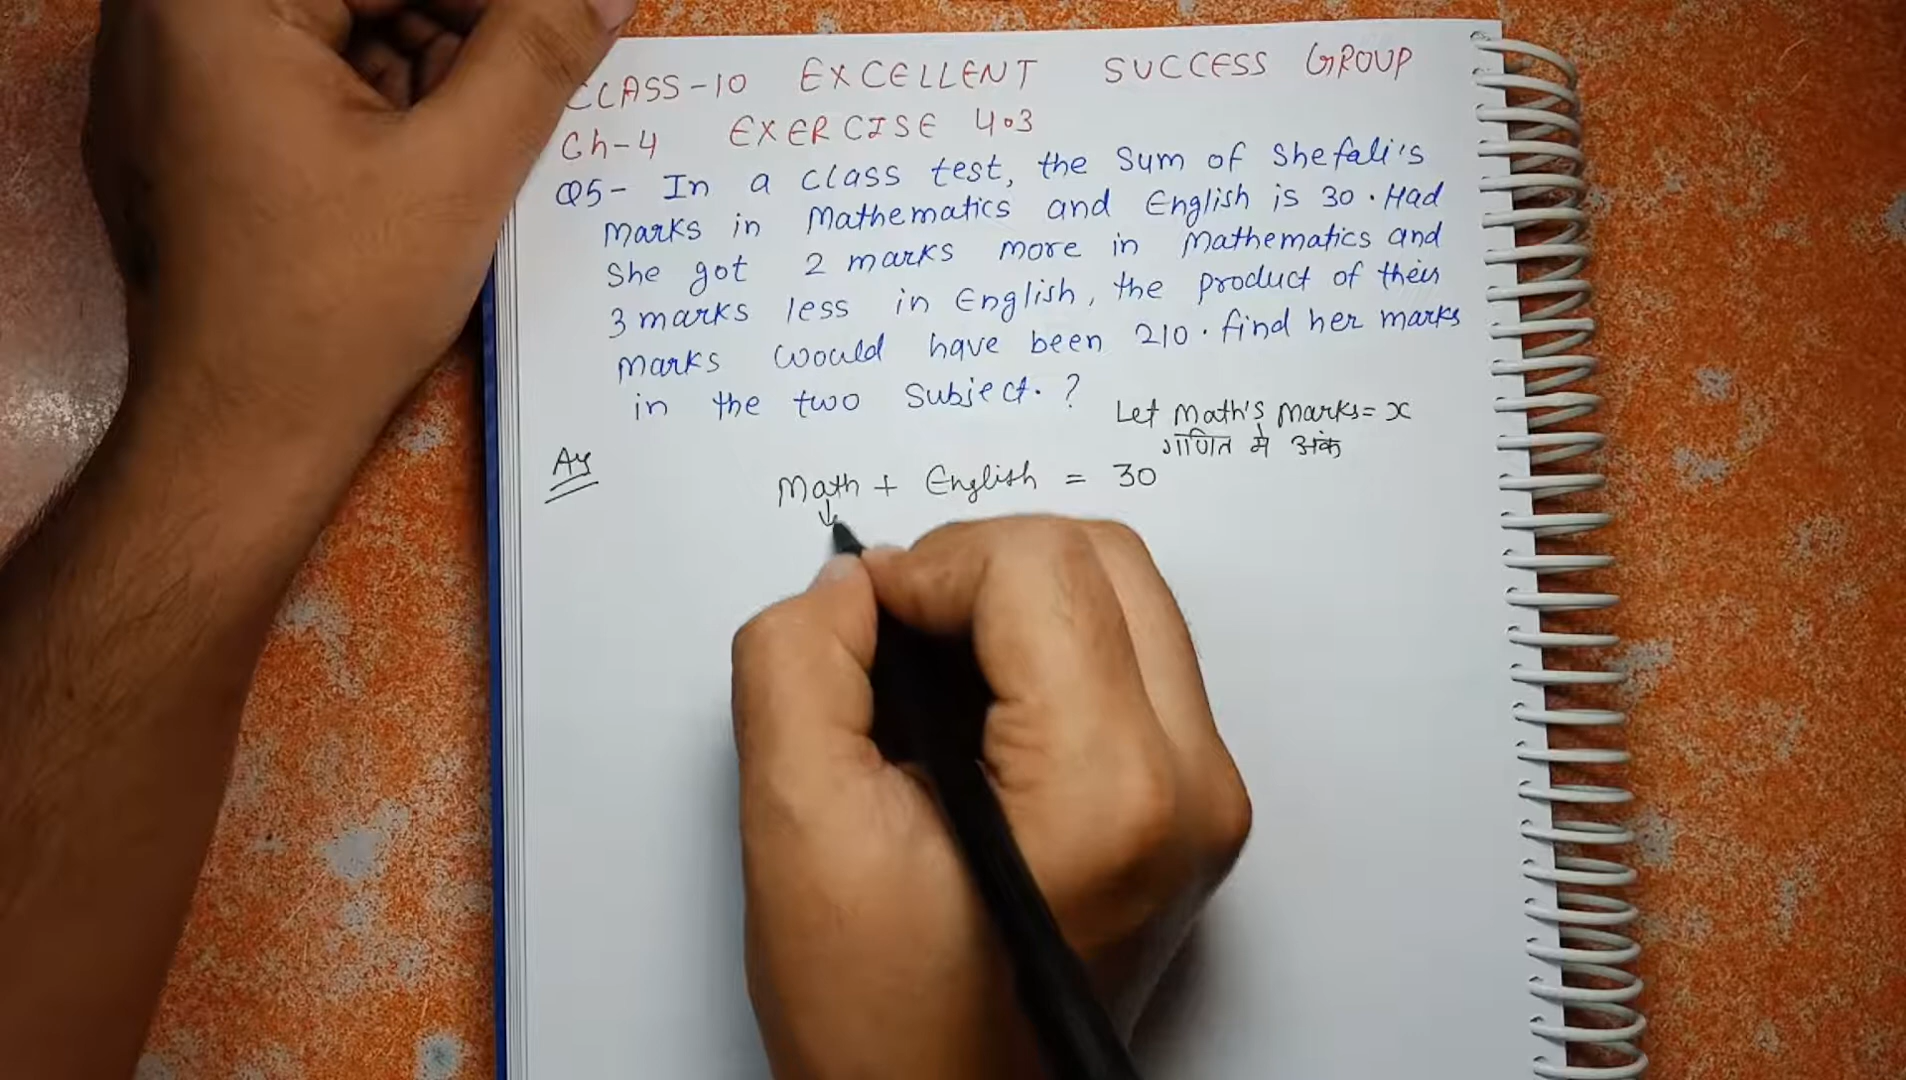 CLASS-10 EXCELLENT SUCCESS GROUP
Ch-4 EXERCISE 4.3
Q5- In a class test, the sum of Shefali's
marks in Mathematics and English is 30. Had
She got 2 marks more in Mathematics and
3 marks less in English, the product of their
marks would have been 210. find her marks
in the two Subject. ?
Let Math's marks = x
गणित मे अंक
Math + English = 30